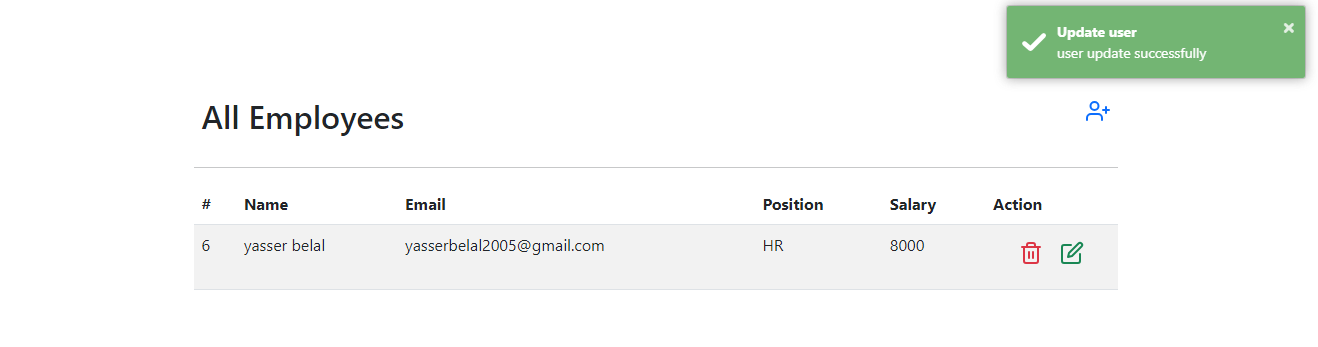 Update user
user update successfully
All Employees
# Name Email Position Salary Action
6 yasser belal yasserbelal2005@gmail.com HR 8000